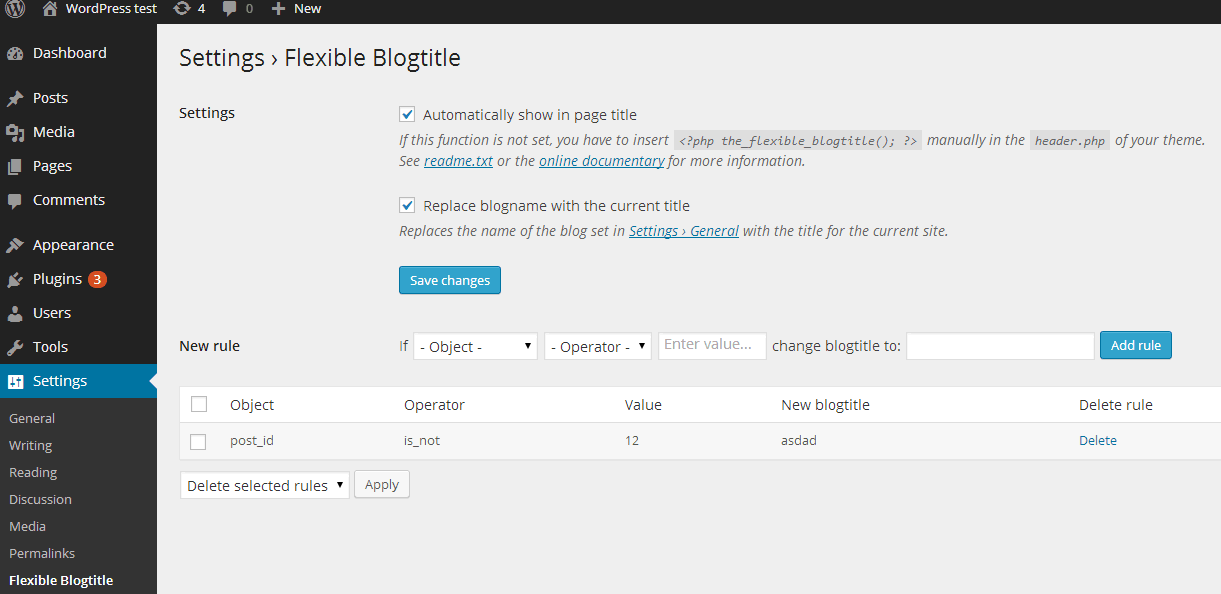 WordPress test 4 0 New
Dashboard
Posts
Media
Pages
Comments
Appearance
Plugins 3
Users
Tools
Settings
General
Writing
Reading
Discussion
Media
Permalinks
Flexible Blogtitle
Settings › Flexible Blogtitle
Settings
Automatically show in page title
If this function is not set, you have to insert <?php the_flexible_blogtitle(); ?> manually in the header.php of your theme.
See readme.txt or the online documentary for more information.
Replace blogname with the current title
Replaces the name of the blog set in Settings › General with the title for the current site.
Save changes
New rule If - Object - - Operator - Enter value... change blogtitle to: Add rule
Object Operator Value New blogtitle Delete rule
post_id is_not 12 asdad Delete
Delete selected rules Apply